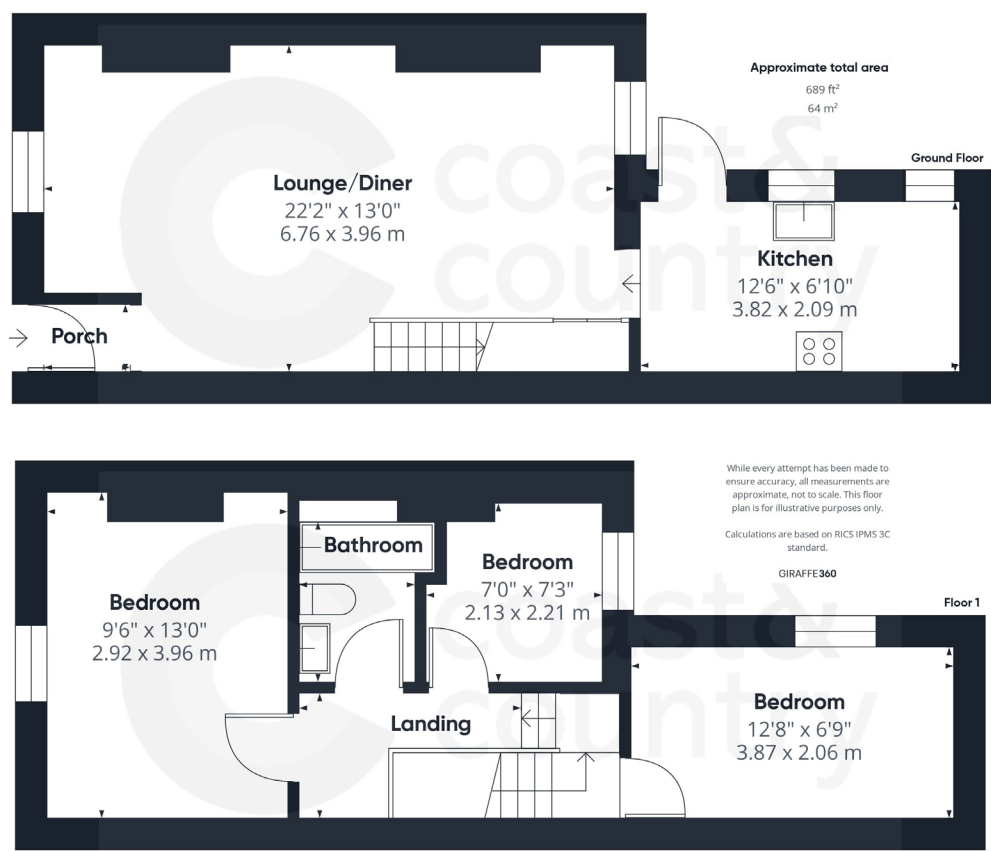 Approximate total area
689 ft²
64 m²
Ground Floor
Lounge/Diner
22'2" x 13'0"
6.76 x 3.96 m
Kitchen
12'6" x 6'10"
3.82 x 2.09 m
Porch
coast&
country
While every attempt has been made to
ensure accuracy, all measurements are
approximate, not to scale. This floor
plan is for illustrative purposes only.
Calculations are based on RICS IPMS 3C
standard.
GIRAFFE360
Floor 1
Bathroom
Bedroom
7'0" x 7'3"
2.13 x 2.21 m
Bedroom
9'6" x 13'0"
2.92 x 3.96 m
Landing
Bedroom
12'8" x 6'9"
3.87 x 2.06 m
coast&
country